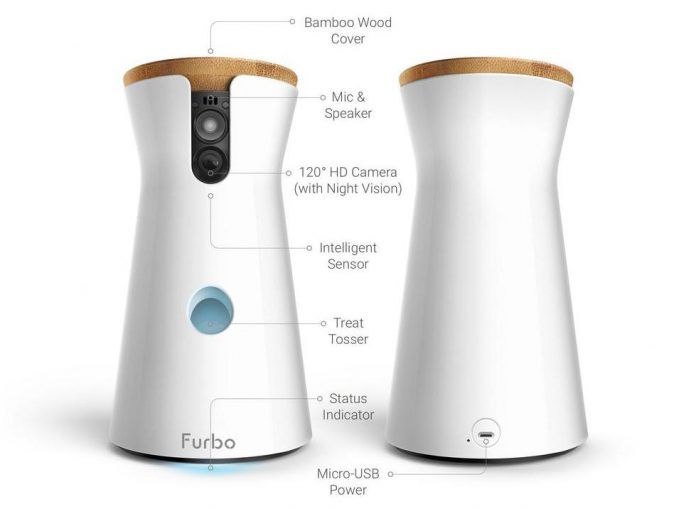 Bamboo Wood
Cover
Mic &
Speaker
120° HD Camera
(with Night Vision)
Intelligent
Sensor
Treat
Tosser
Status
Indicator
Furbo
Micro-USB
Power